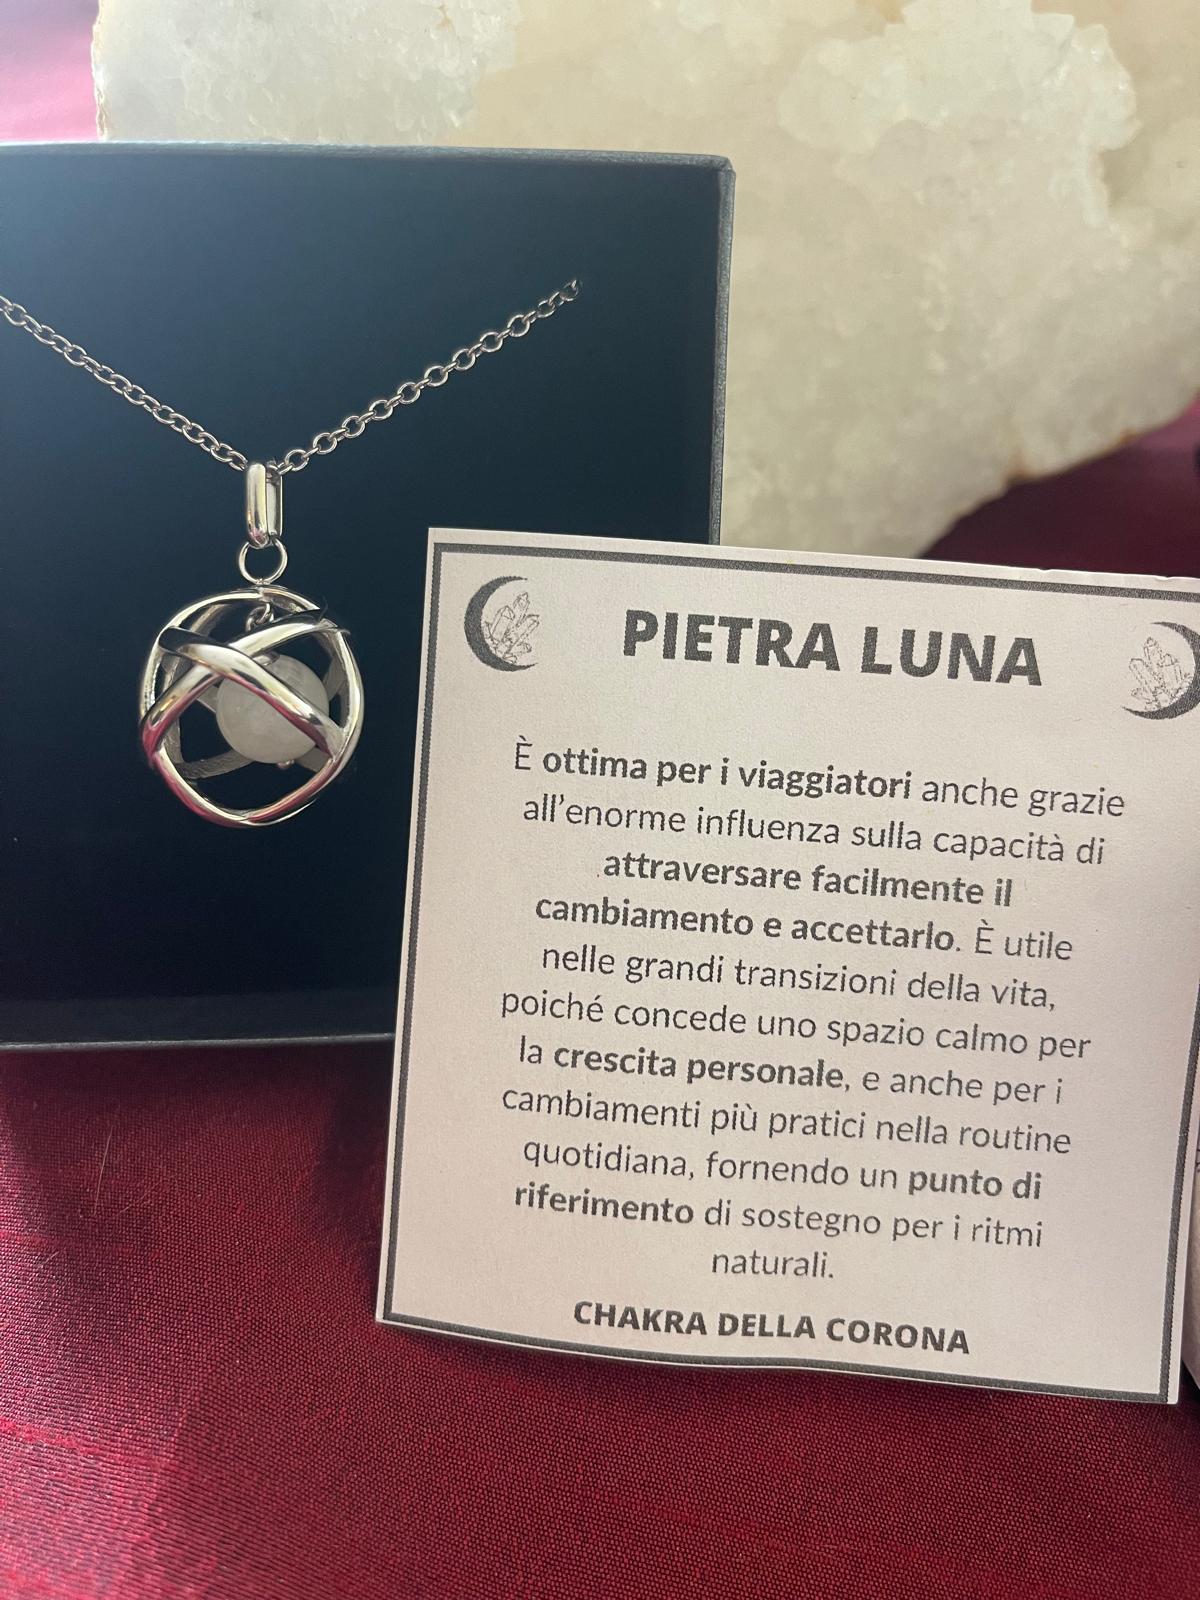 PIETRA LUNA
È ottima per i viaggiatori anche grazie
all'enorme influenza sulla capacità di
attraversare facilmente il
cambiamento e accettarlo. È utile
nelle grandi transizioni della vita,
poiché concede uno spazio calmo per
la crescita personale, e anche per i
cambiamenti più pratici nella routine
quotidiana, fornendo un punto di
riferimento di sostegno per i ritmi
naturali.
CHAKRA DELLA CORONA